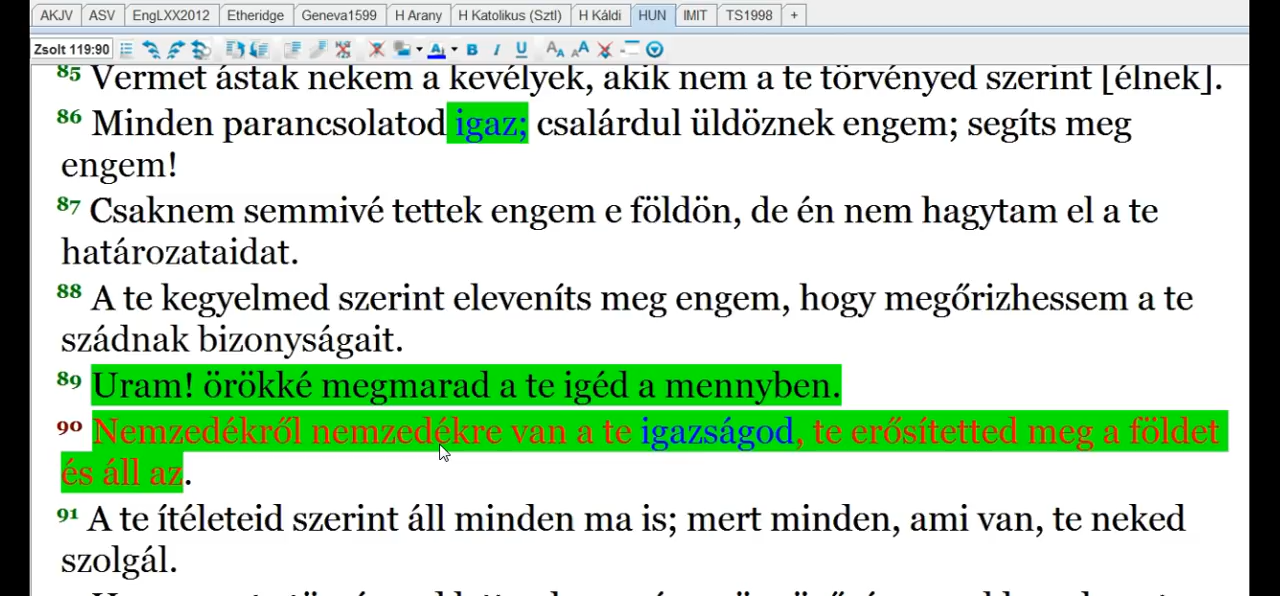 AKJV ASV EngLXX2012 Etheridge Geneva1599 H Arany H Katolikus (Sztl) H Káldi HUN IMIT TS1998 +
Zsolt 119:90
85 Vermet ástak nekem a kevélyek, akik nem a te törvényed szerint [élnek].
86 Minden parancsolatod igaz; csalárdul üldöznek engem; segíts meg
engem!
87 Csaknem semmivé tettek engem e földön, de én nem hagytam el a te
határozataidat.
88 A te kegyelmed szerint eleveníts meg engem, hogy megőrizhessem a te
szádnak bizonyságait.
89 Uram! örökké megmarad a te igéd a mennyben.
90 Nemzedékről nemzedékre van a te igazságod, te erősítetted meg a földet
és áll az.
91 A te ítéleteid szerint áll minden ma is; mert minden, ami van, te neked
szolgál.